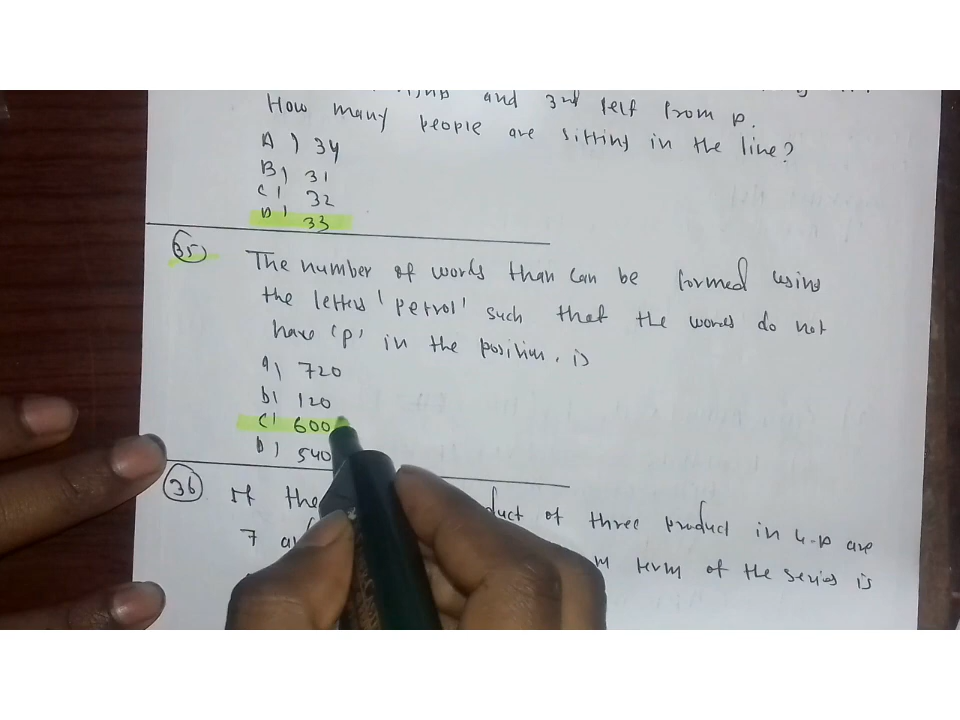 and 3rd left from p.
How many people are sitting in the line?
A ) 34
B) 31
C) 32
D) 33
35) The number of words than can be formed using
the letters 'petrol' such that the words do not
have 'p' in the position. is
a) 720
b) 120
c) 600
D) 540
36 If the duct of three product in 4.p are
7 term of the series is